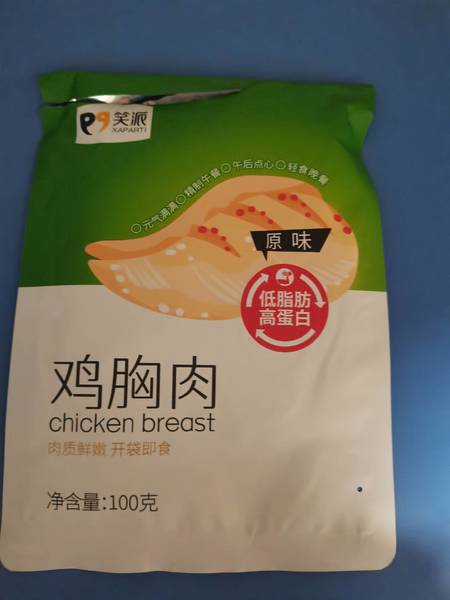 P9笑派
XAPARTI
○元气满满○精制午餐○午后点心○轻食晚餐
原味
低脂肪
高蛋白
鸡胸肉
chicken breast
肉质鲜嫩 开袋即食
净含量:100克